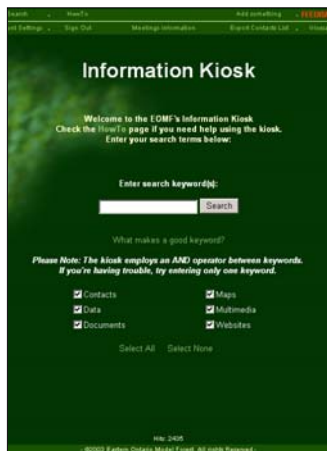 Search HowTo Add something
Sign Out Meetings Information Export Contacts List
Information Kiosk
Welcome to the EOMF's Information Kiosk
Check the HowTo page if you need help using the kiosk.
Enter your search terms below:
Enter search keyword(s):
Search
What makes a good keyword?
Please Note: The kiosk employs an AND operator between keywords.
If you're having trouble, try entering only one keyword.
Contacts Maps
Data Multimedia
Documents Websites
Select All Select None
Hits: 2405
©2003 Eastern Ontario Model Forest. All rights Reserved